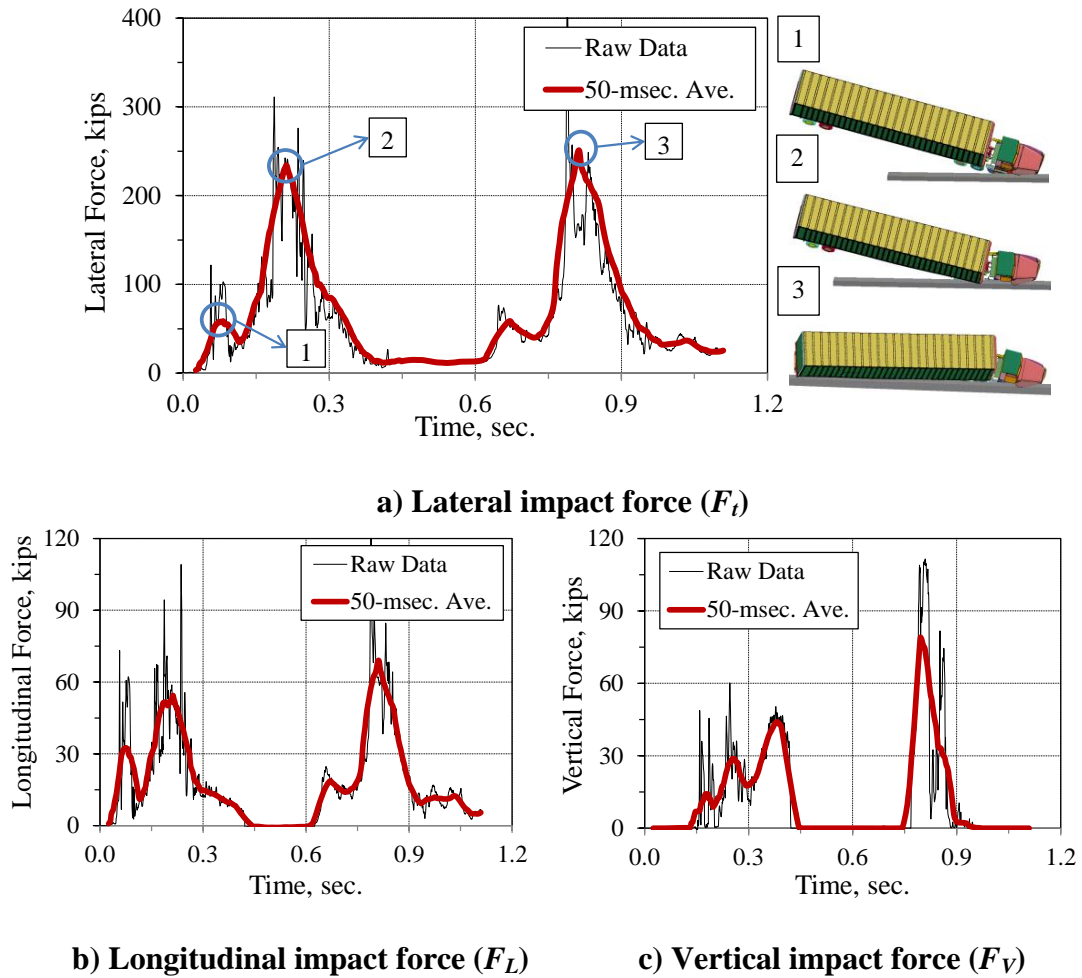 400
350
300
250
200
150
100
50
0
Lateral Force, kips
Raw Data
50-msec. Ave.
1
2
3
0.0 0.3 0.6 0.9 1.2
Time, sec.
1
2
3
a) Lateral impact force (Ft)
120
90
60
30
0
Longitudinal Force, kips
Raw Data
50-msec. Ave.
0.0 0.3 0.6 0.9 1.2
Time, sec.
b) Longitudinal impact force (FL)
120
90
60
30
0
Vertical Force, kips
Raw Data
50-msec. Ave.
0.0 0.3 0.6 0.9 1.2
Time, sec.
c) Vertical impact force (FV)